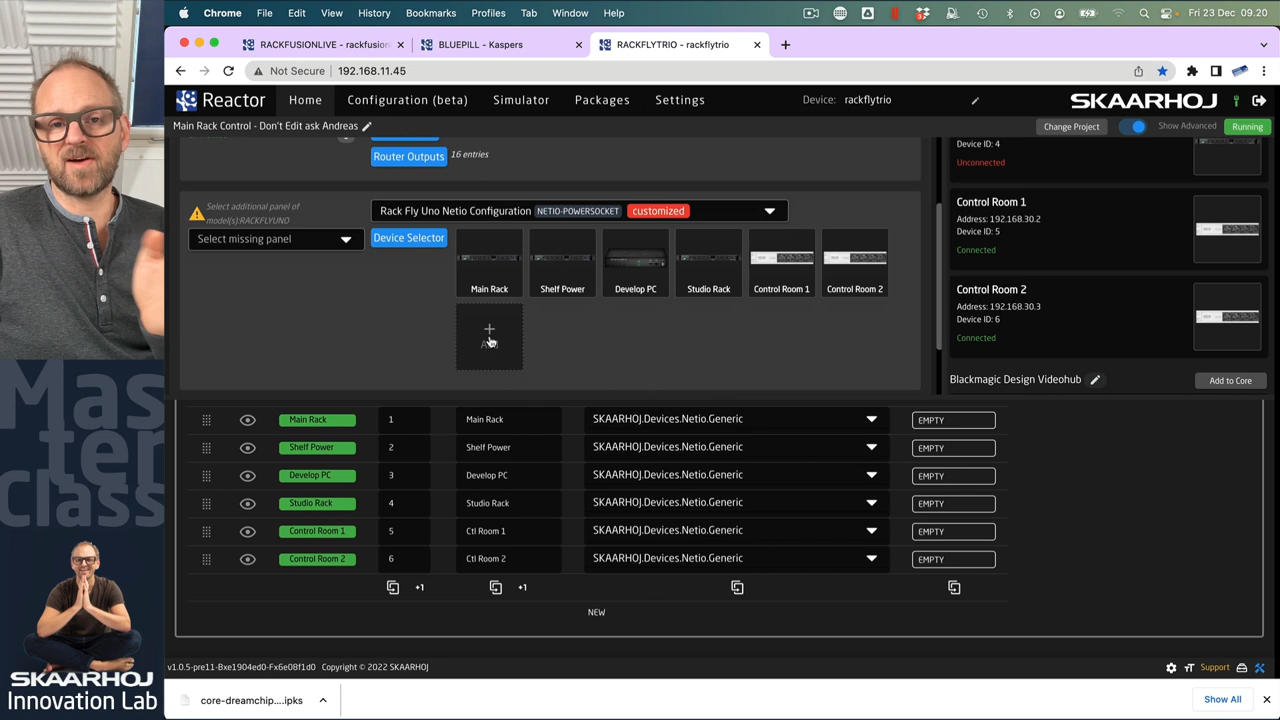 Chrome File Edit View History Bookmarks Profiles Tab Window Help Fri 23 Dec 09.20
RACKFUSIONLIVE - rackfusion BLUEPILL - Kaspers RACKFLYTRIO - rackflytrio
Not Secure 192.168.11.45
Reactor Home Configuration (beta) Simulator Packages Settings Device: rackflytrio SKAARHOJ
Main Rack Control - Don't Edit ask Andreas Change Project Show Advanced Running
Device ID: 4
Unconnected
Router Outputs 16 entries
Select additional panel of
model(s):RACKFLYUNO
Select missing panel
Rack Fly Uno Netio Configuration NETIO-POWERSOCKET customized
Device Selector
Main Rack Shelf Power Develop PC Studio Rack Control Room 1 Control Room 2
Control Room 1
Address: 192.168.30.2
Device ID: 5
Connected
Control Room 2
Address: 192.168.30.3
Device ID: 6
Connected
Blackmagic Design Videohub Add to Core
Main Rack 1 Main Rack SKAARHOJ.Devices.Netio.Generic EMPTY
Shelf Power 2 Shelf Power SKAARHOJ.Devices.Netio.Generic EMPTY
Develop PC 3 Develop PC SKAARHOJ.Devices.Netio.Generic EMPTY
Studio Rack 4 Studio Rack SKAARHOJ.Devices.Netio.Generic EMPTY
Control Room 1 5 Ctl Room 1 SKAARHOJ.Devices.Netio.Generic EMPTY
Control Room 2 6 Ctl Room 2 SKAARHOJ.Devices.Netio.Generic EMPTY
+1 +1
NEW
v1.0.5-pre11-Bxe1904ed0-Fx6e08f1d0 Copyright © 2022 SKAARHOJ Support
core-dreamchip....ipks Show All
Mas
ter
Class
SKAARHOJ
Innovation Lab